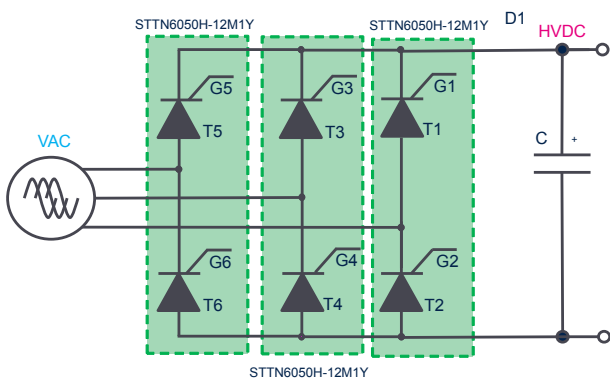 STTN6050H-12M1Y
STTN6050H-12M1Y
D1
HVDC
G5
G3
G1
T5
T3
T1
C
+
VAC
G6
G4
G2
T6
T4
T2
STTN6050H-12M1Y